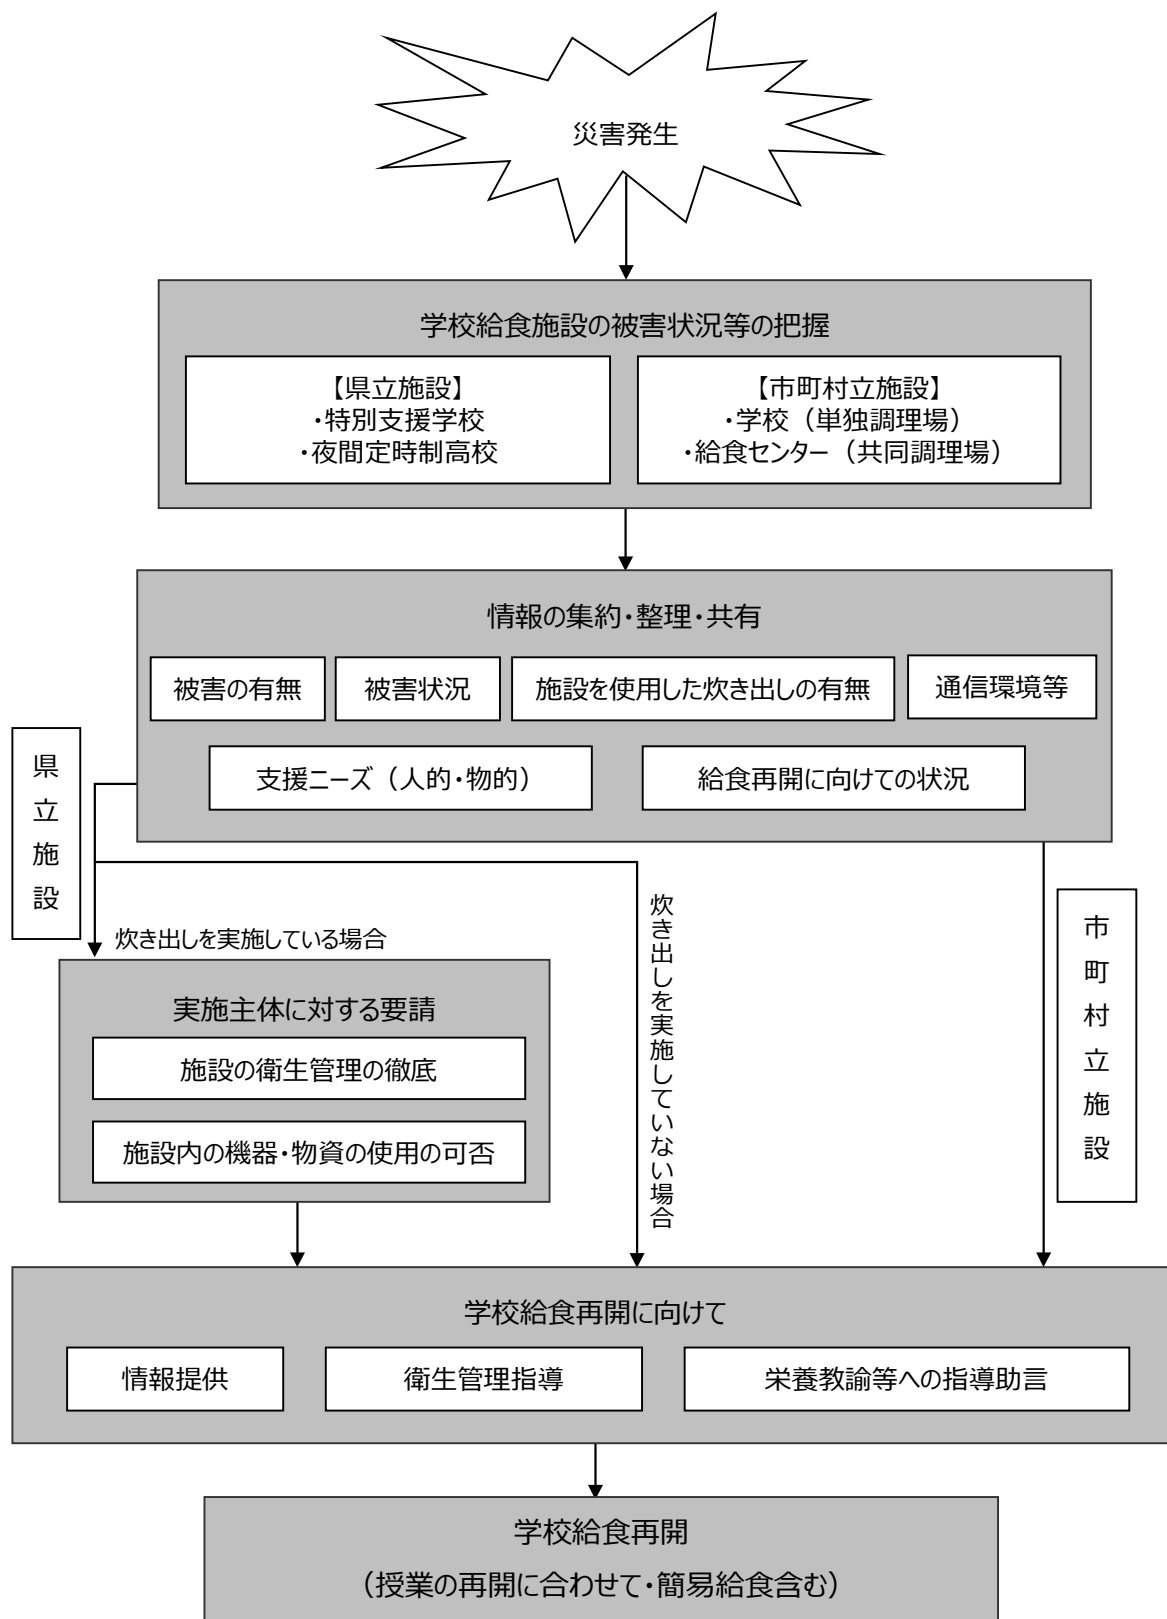 災害発生
学校給食施設の被害状況等の把握
【県立施設】
・特別支援学校
・夜間定時制高校
【市町村立施設】
・学校（単独調理場）
・給食センター（共同調理場）
情報の集約・整理・共有
被害の有無
被害状況
施設を使用した炊き出しの有無
通信環境等
支援ニーズ（人的・物的）
給食再開に向けての状況
県立施設
炊き出しを実施している場合
炊き出しを実施していない場合
市町村立施設
実施主体に対する要請
施設の衛生管理の徹底
施設内の機器・物資の使用の可否
学校給食再開に向けて
情報提供
衛生管理指導
栄養教諭等への指導助言
学校給食再開
（授業の再開に合わせて・簡易給食含む）